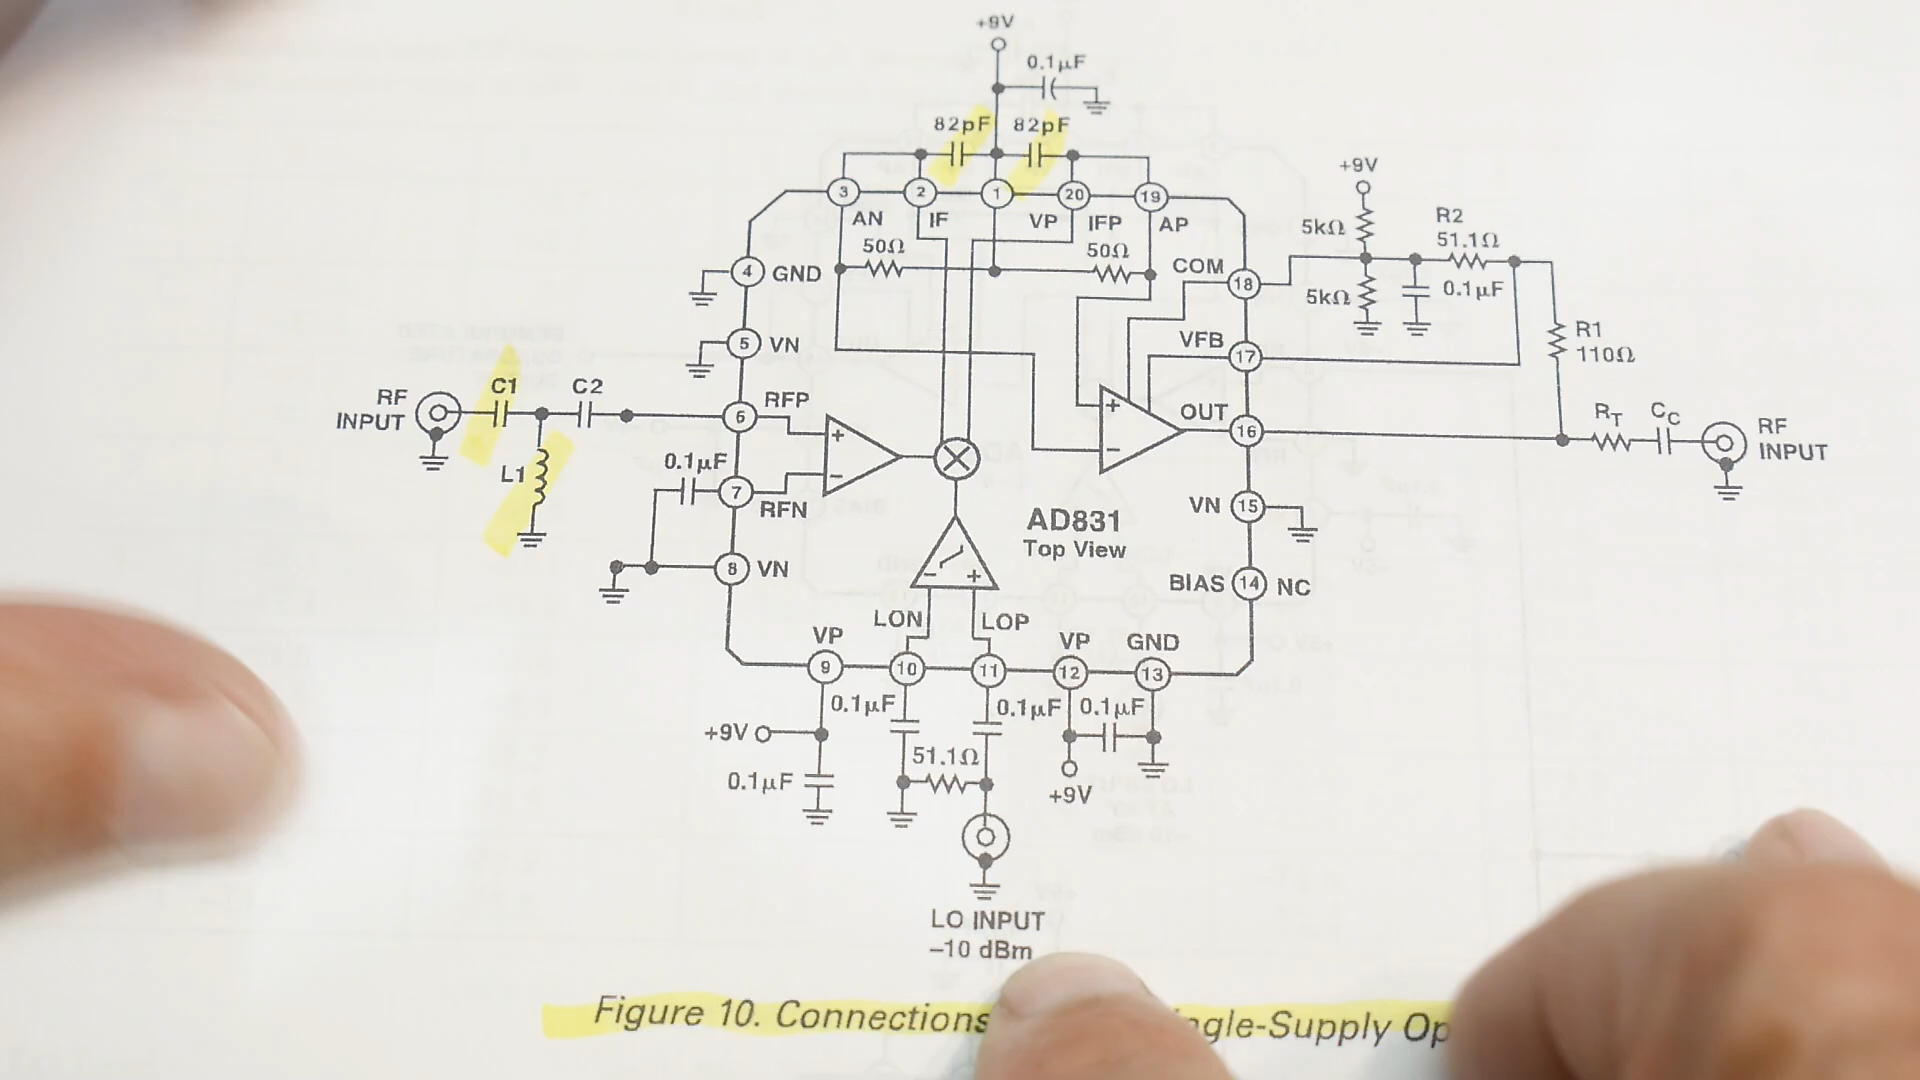 +9V
0.1µF
82pF 82pF
+9V
3 2 1 20 19
AN IF VP IFP AP
50Ω 50Ω
5kΩ
R2
51.1Ω
4 GND
COM 18
5kΩ
0.1µF
5 VN
VFB 17
R1
110Ω
RF
INPUT
C1 C2
6 RFP
OUT 16
RT CC
RF
INPUT
L1
0.1µF
7 RFN
+
−
+
−
VN 15
AD831
Top View
8 VN
BIAS 14 NC
− +
LON LOP
VP
9 10 11 12 13
VP GND
0.1µF 0.1µF 0.1µF
+9V
51.1Ω
0.1µF
+9V
LO INPUT
−10 dBm
Figure 10. Connections ngle-Supply Op